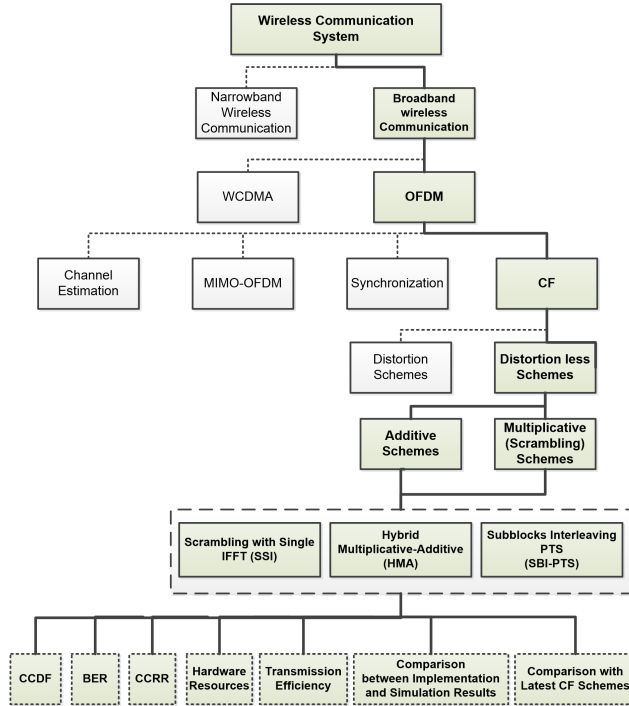 Wireless Communication
System
Narrowband
Wireless
Communication
Broadband
wireless
Communication
WCDMA
OFDM
Channel
Estimation
MIMO-OFDM
Synchronization
CF
Distortion
Schemes
Distortion less
Schemes
Additive
Schemes
Multiplicative
(Scrambling)
Schemes
Scrambling with Single
IFFT (SSI)
Hybrid
Multiplicative-Additive
(HMA)
Subblocks Interleaving
PTS
(SBI-PTS)
CCDF
BER
CCRR
Hardware
Resources
Transmission
Efficiency
Comparison
between Implementation
and Simulation Results
Comparison with
Latest CF Schemes